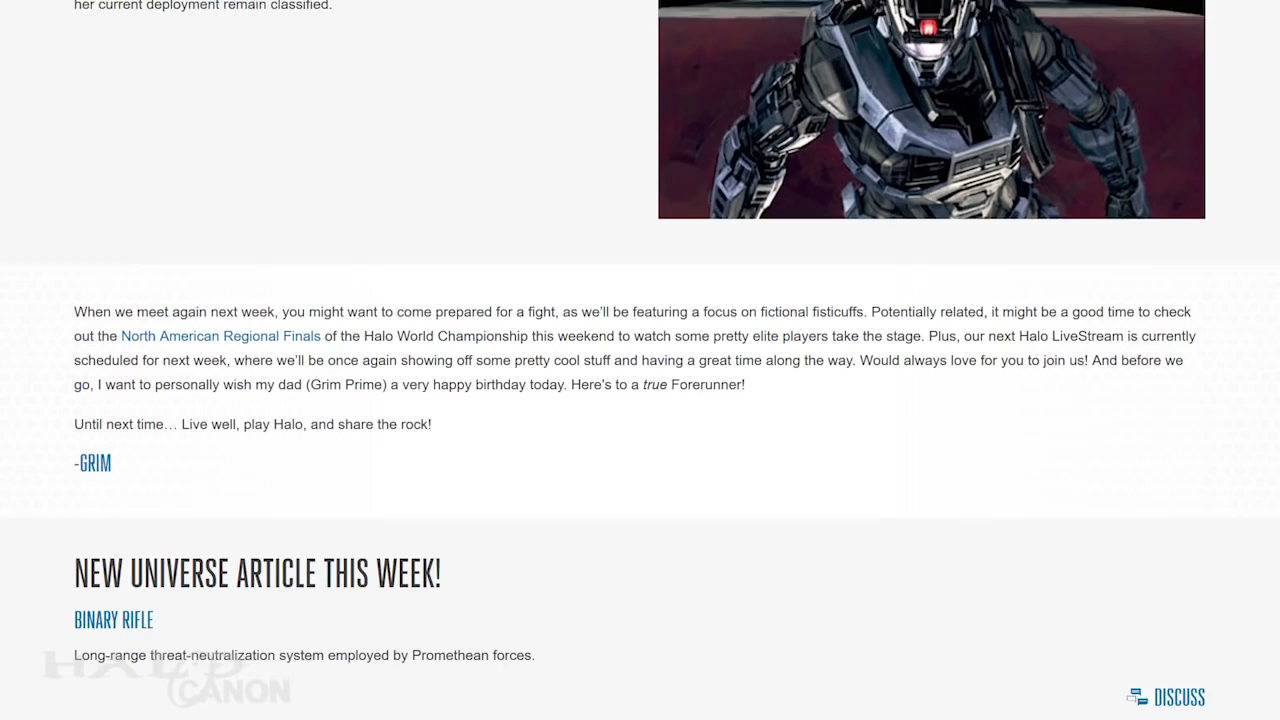 her current deployment remain classified.
When we meet again next week, you might want to come prepared for a fight, as we'll be featuring a focus on fictional fisticuffs. Potentially related, it might be a good time to check
out the North American Regional Finals of the Halo World Championship this weekend to watch some pretty elite players take the stage. Plus, our next Halo LiveStream is currently
scheduled for next week, where we'll be once again showing off some pretty cool stuff and having a great time along the way. Would always love for you to join us! And before we
go, I want to personally wish my dad (Grim Prime) a very happy birthday today. Here's to a true Forerunner!
Until next time… Live well, play Halo, and share the rock!
-GRIM
NEW UNIVERSE ARTICLE THIS WEEK!
BINARY RIFLE
Long-range threat-neutralization system employed by Promethean forces.
HALO
CANON
DISCUSS